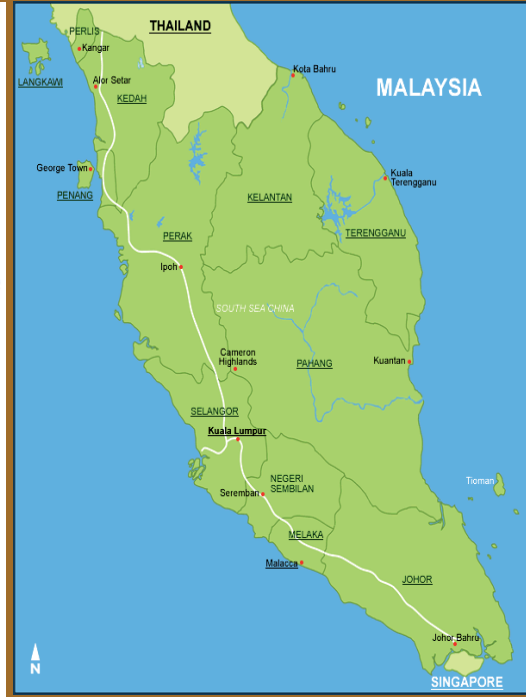 THAILAND
PERLIS
Kangar
LANGKAWI
Alor Setar
KEDAH
Kota Bahru
MALAYSIA
George Town
PENANG
Kuala
Terengganu
KELANTAN
TERENGGANU
PERAK
Ipoh
SOUTH SEA CHINA
Cameron
Highlands
PAHANG
Kuantan
SELANGOR
Kuala Lumpur
NEGERI
SEMBILAN
Seremban
Tioman
MELAKA
Malacca
JOHOR
Johor Bahru
SINGAPORE
N